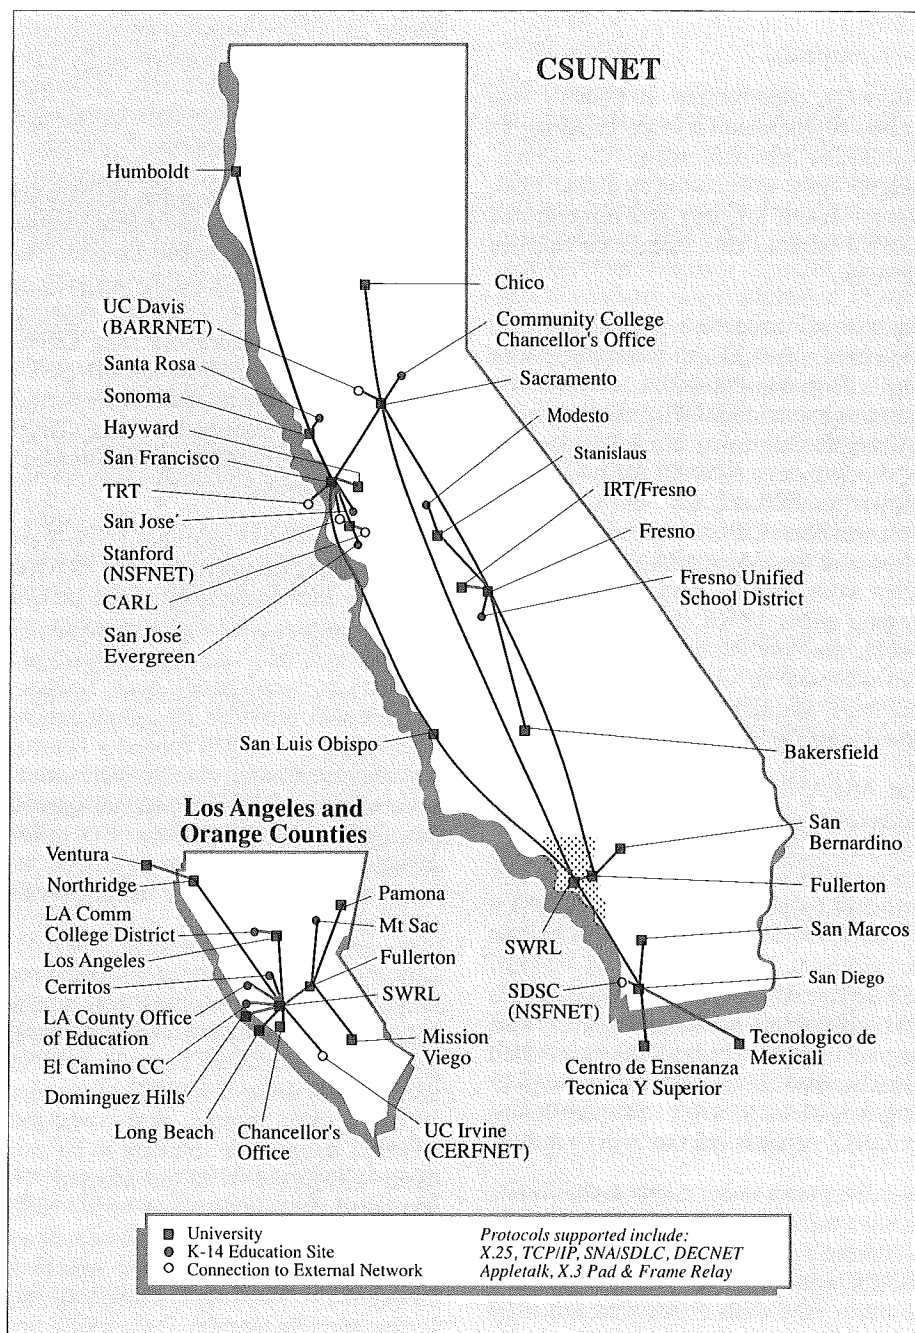 CSUNET
Humboldt
Chico
UC Davis
(BARRNET)
Community College
Chancellor's Office
Santa Rosa
Sacramento
Sonoma
Modesto
Hayward
Stanislaus
San Francisco
IRT/Fresno
TRT
San José
Fresno
Stanford
(NSFNET)
Fresno Unified
School District
CARL
San José
Evergreen
San Luis Obispo
Bakersfield
Los Angeles and
Orange Counties
San
Bernardino
Ventura
Northridge
Pamona
Fullerton
LA Comm
College District
Mt Sac
San Marcos
Los Angeles
Fullerton
SWRL
Cerritos
SWRL
SDSC
(NSFNET)
San Diego
LA County Office
of Education
Mission
Viego
Tecnologico de
Mexicali
El Camino CC
Centro de Ensenanza
Tecnica Y Superior
Dominguez Hills
Long Beach
Chancellor's
Office
UC Irvine
(CERFNET)
University
K-14 Education Site
Connection to External Network
Protocols supported include:
X.25, TCP/IP, SNA/SDLC, DECNET
Appletalk, X.3 Pad & Frame Relay